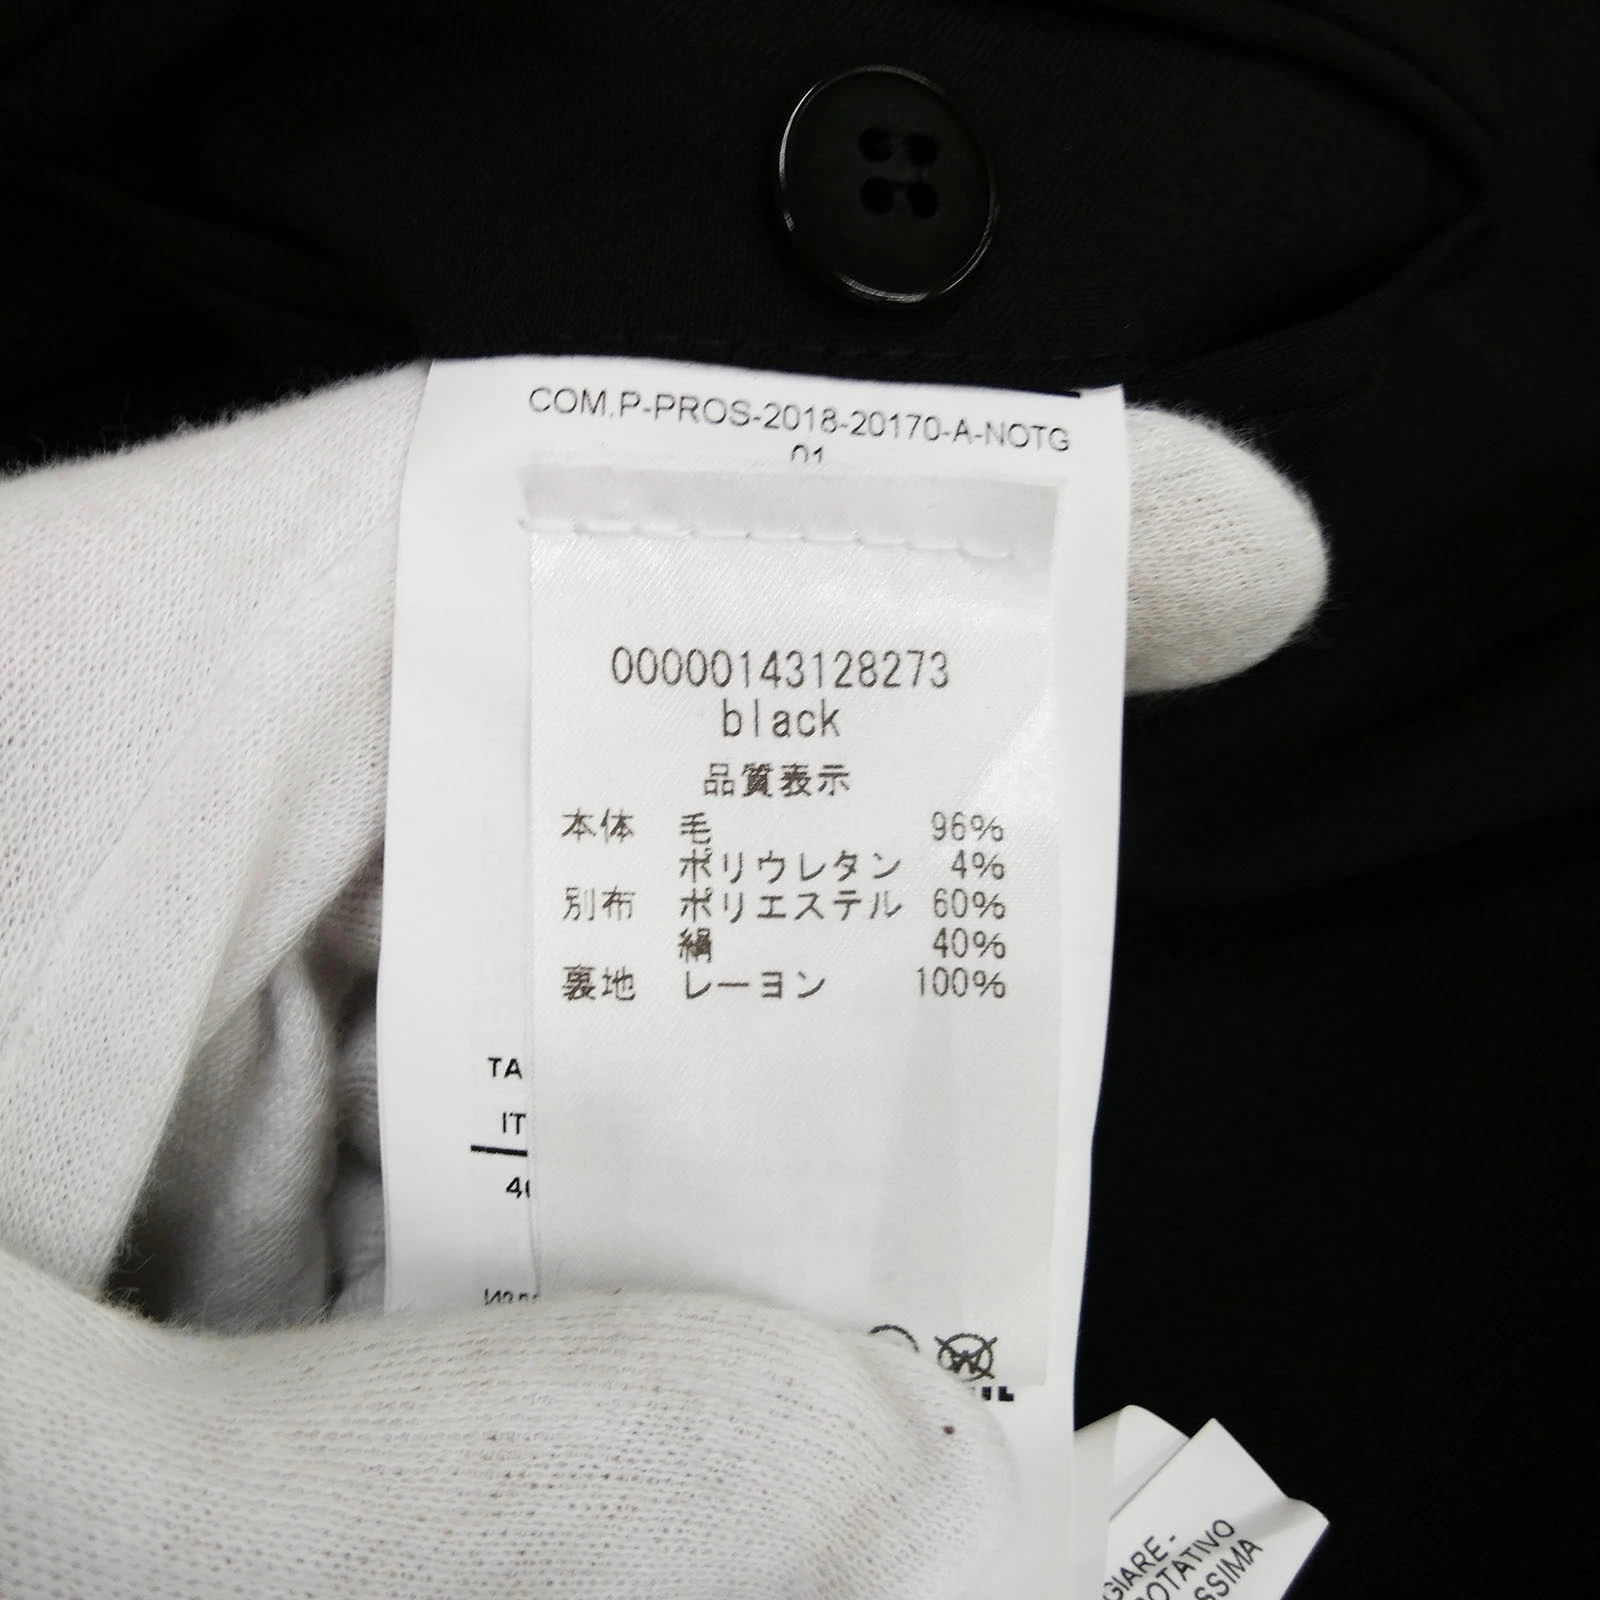 COM.P-PROS-2018-20170-A-NOTG
01
00000143128273
black
品質表示
本体 毛 96%
ポリウレタン 4%
別布 ポリエステル 60%
絹 40%
裏地 レーヨン 100%
TA
IT
GIARE -
OTATIVO
SSIMA